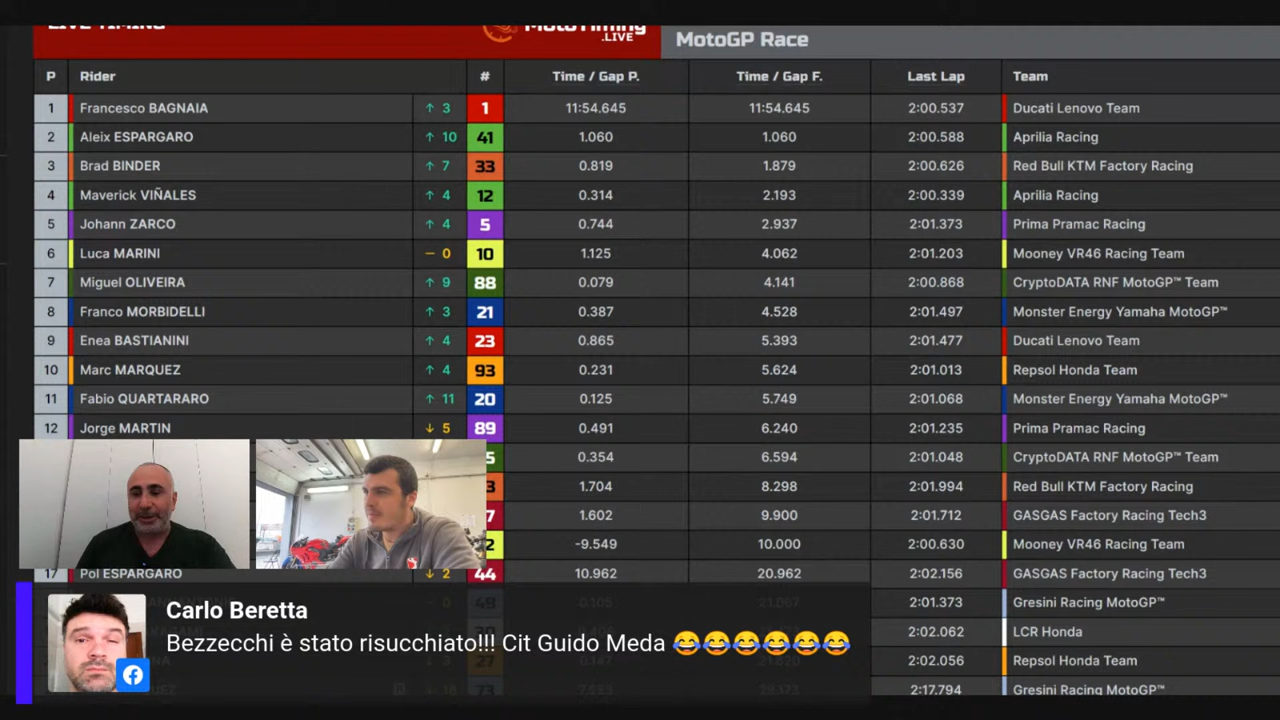 LIVE TIMING
MotoTiming
.LIVE
MotoGP Race
P Rider # Time / Gap P. Time / Gap F. Last Lap Team
1 Francesco BAGNAIA ↑ 3 1 11:54.645 11:54.645 2:00.537 Ducati Lenovo Team
2 Aleix ESPARGARO ↑ 10 41 1.060 1.060 2:00.588 Aprilia Racing
3 Brad BINDER ↑ 7 33 0.819 1.879 2:00.626 Red Bull KTM Factory Racing
4 Maverick VIÑALES ↑ 4 12 0.314 2.193 2:00.339 Aprilia Racing
5 Johann ZARCO ↑ 4 5 0.744 2.937 2:01.373 Prima Pramac Racing
6 Luca MARINI – 0 10 1.125 4.062 2:01.203 Mooney VR46 Racing Team
7 Miguel OLIVEIRA ↑ 9 88 0.079 4.141 2:00.868 CryptoDATA RNF MotoGP™ Team
8 Franco MORBIDELLI ↑ 3 21 0.387 4.528 2:01.497 Monster Energy Yamaha MotoGP™
9 Enea BASTIANINI ↑ 4 23 0.865 5.393 2:01.477 Ducati Lenovo Team
10 Marc MARQUEZ ↑ 4 93 0.231 5.624 2:01.013 Repsol Honda Team
11 Fabio QUARTARARO ↑ 11 20 0.125 5.749 2:01.068 Monster Energy Yamaha MotoGP™
12 Jorge MARTIN ↓ 5 89 0.491 6.240 2:01.235 Prima Pramac Racing
5 0.354 6.594 2:01.048 CryptoDATA RNF MotoGP™ Team
3 1.704 8.298 2:01.994 Red Bull KTM Factory Racing
7 1.602 9.900 2:01.712 GASGAS Factory Racing Tech3
2 -9.549 10.000 2:00.630 Mooney VR46 Racing Team
17 Pol ESPARGARO ↓ 2 44 10.962 20.962 2:02.156 GASGAS Factory Racing Tech3
49 0.105 2:01.373 Gresini Racing MotoGP™
2:02.062 LCR Honda
27 2:02.056 Repsol Honda Team
73 2:17.794 Gresini Racing MotoGP™
Carlo Beretta
Bezzecchi è stato risucchiato!!! Cit Guido Meda 😂😂😂😂😂😂